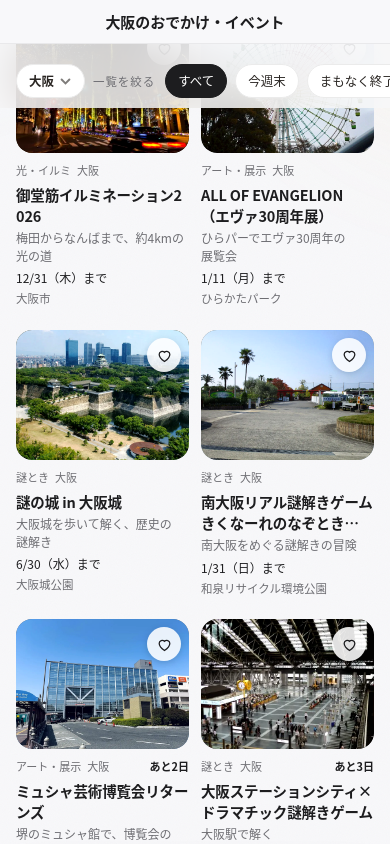 大阪のおでかけ・イベント
大阪
一覧を絞る
すべて
今週末
まもなく終了
光・イルミ 大阪
御堂筋イルミネーション2
026
梅田からなんばまで、約4kmの
光の道
12/31（木）まで
大阪市
アート・展示 大阪
ALL OF EVANGELION
（エヴァ30周年展）
ひらパーでエヴァ30周年の
展覧会
1/11（月）まで
ひらかたパーク
謎とき 大阪
謎の城 in 大阪城
大阪城を歩いて解く、歴史の
謎解き
6/30（水）まで
大阪城公園
謎とき 大阪
南大阪リアル謎解きゲーム
きくなーれのなぞとき…
南大阪をめぐる謎解きの冒険
1/31（日）まで
和泉リサイクル環境公園
アート・展示 大阪 あと2日
ミュシャ芸術博覧会リター
ンズ
堺のミュシャ館で、博覧会の
謎とき 大阪 あと3日
大阪ステーションシティ×
ドラマチック謎解きゲーム
大阪駅で解く